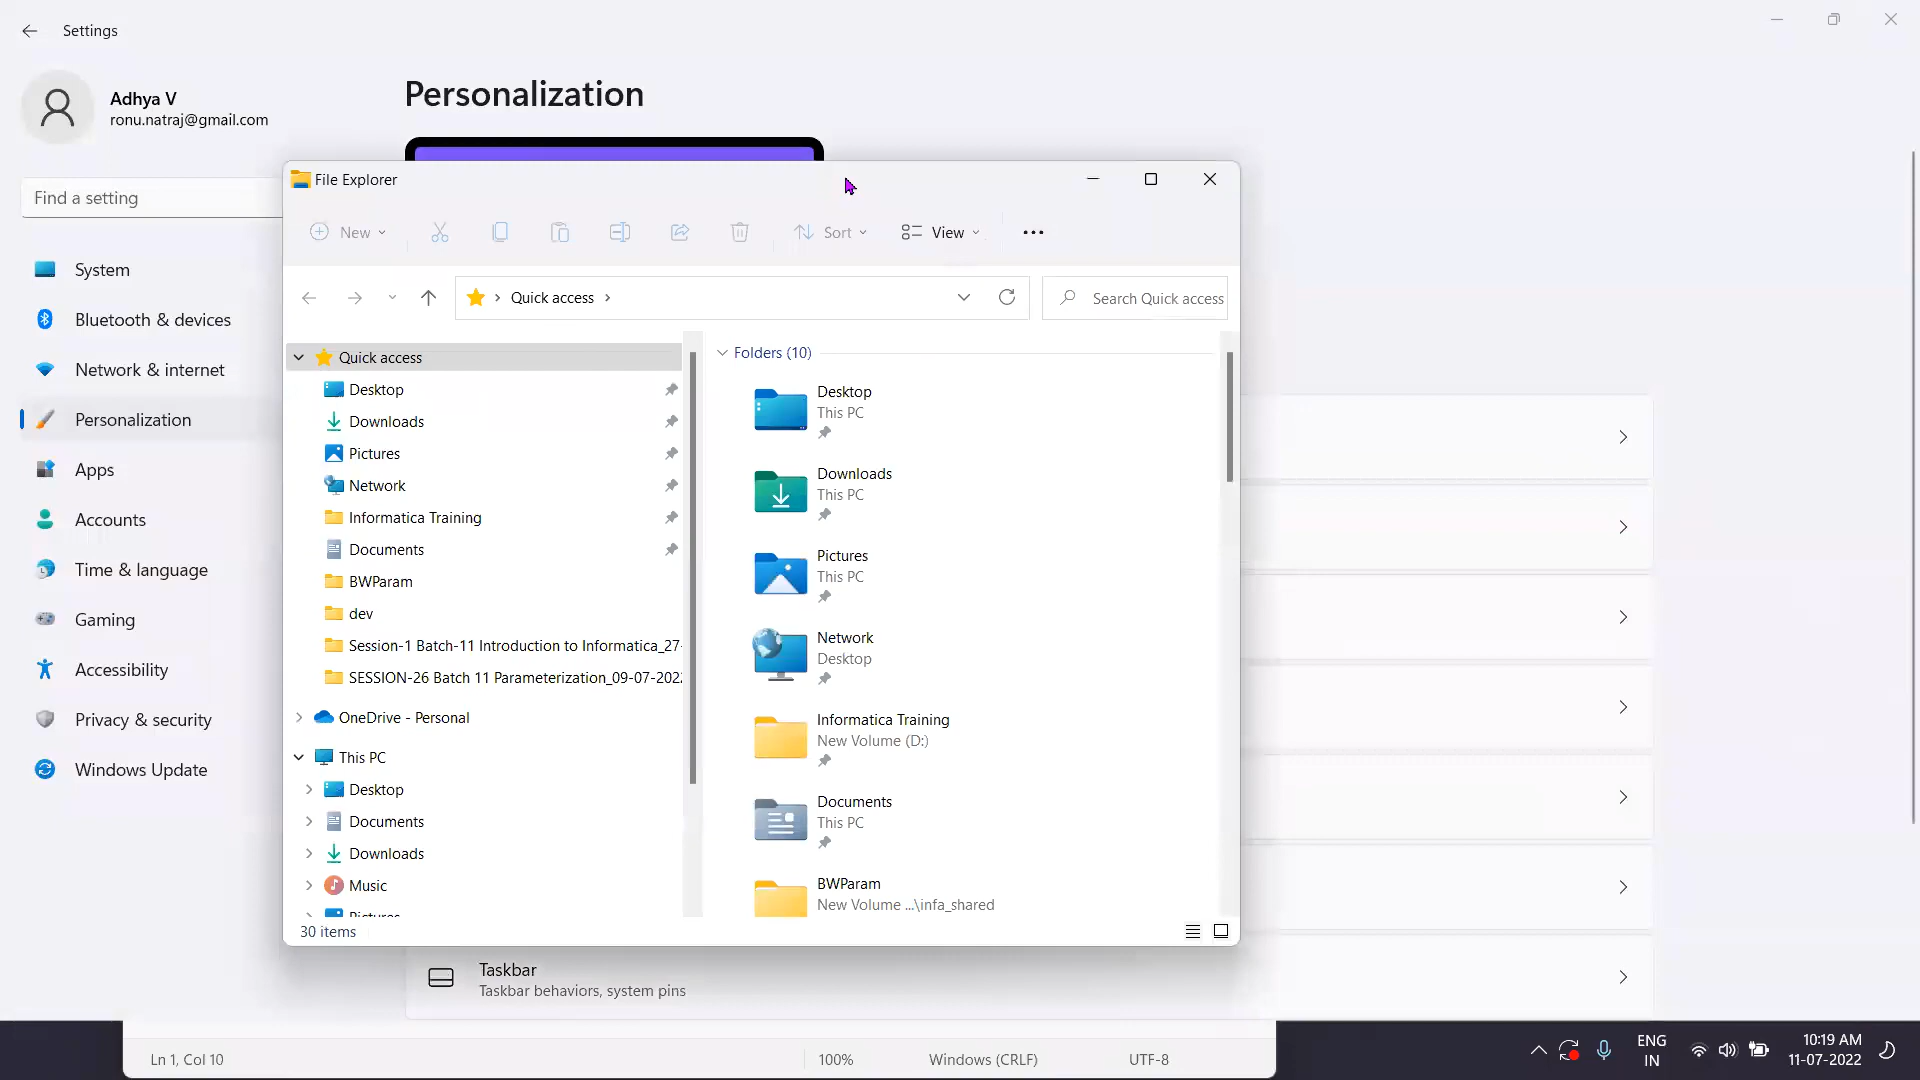 Settings
Adhya V
ronu.natraj@gmail.com
Find a setting
System
Bluetooth & devices
Network & internet
Personalization
Apps
Accounts
Time & language
Gaming
Accessibility
Privacy & security
Windows Update
Personalization
File Explorer
New
Sort
View
Quick access
Search Quick access
Quick access
Desktop
Downloads
Pictures
Network
Informatica Training
Documents
BWParam
dev
Session-1 Batch-11 Introduction to Informatica_27-
SESSION-26 Batch 11 Parameterization_09-07-202
OneDrive - Personal
This PC
Desktop
Documents
Downloads
Music
Pictures
30 items
Folders (10)
Desktop
This PC
Downloads
This PC
Pictures
This PC
Network
Desktop
Informatica Training
New Volume (D:)
Documents
This PC
BWParam
New Volume ...\infa_shared
Taskbar
Taskbar behaviors, system pins
Ln 1, Col 10
100%
Windows (CRLF)
UTF-8
ENG
IN
10:19 AM
11-07-2022